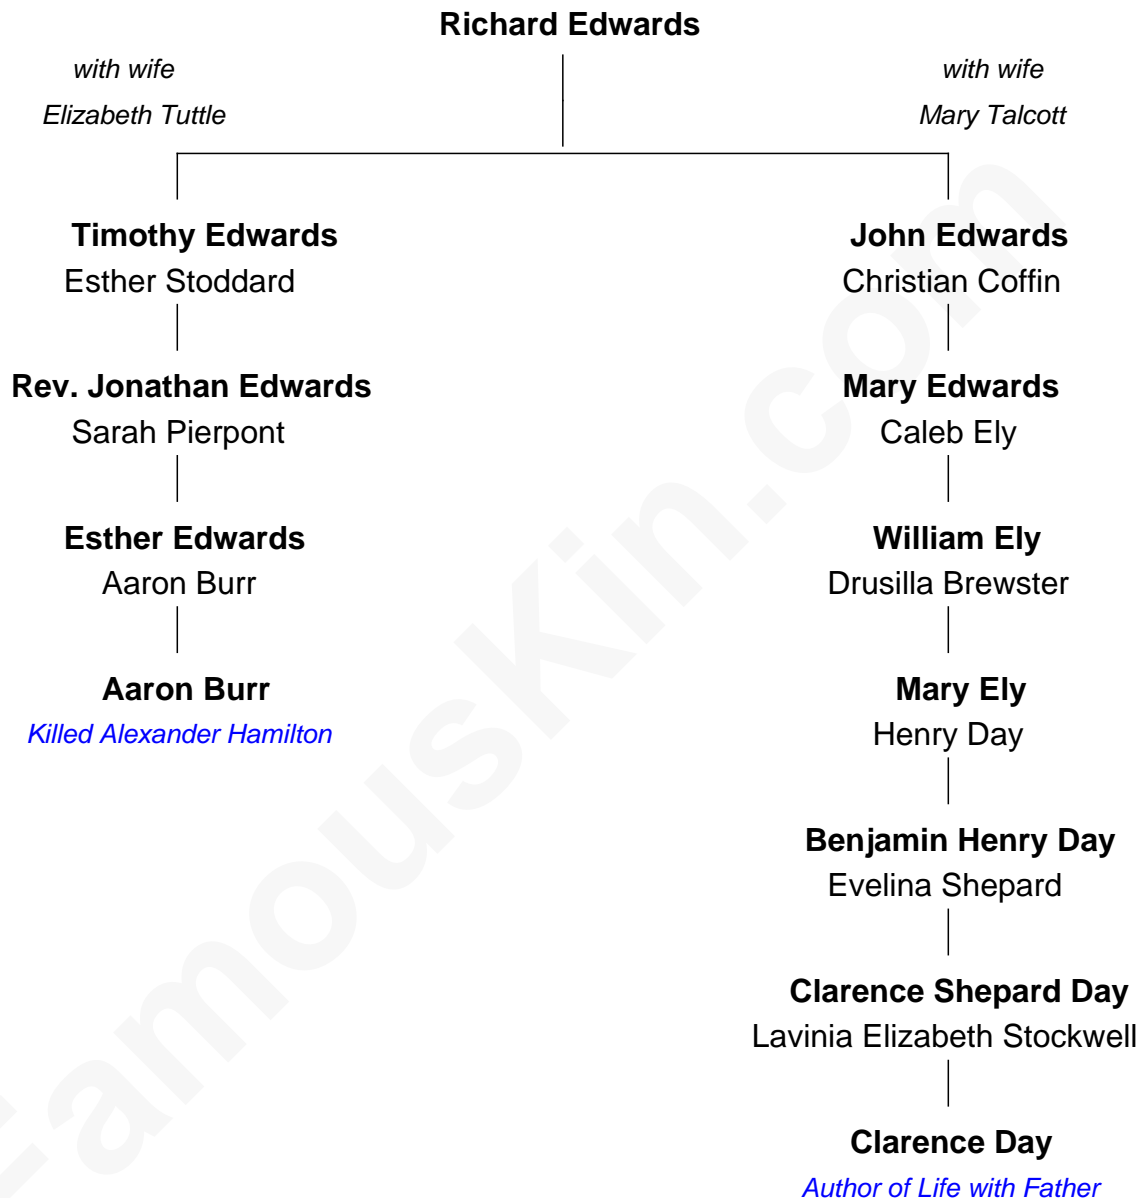 Richard Edwards
with wife
Elizabeth Tuttle
with wife
Mary Talcott
Timothy Edwards
Esther Stoddard
John Edwards
Christian Coffin
Rev. Jonathan Edwards
Sarah Pierpont
Mary Edwards
Caleb Ely
Esther Edwards
Aaron Burr
William Ely
Drusilla Brewster
Aaron Burr
Killed Alexander Hamilton
Mary Ely
Henry Day
Benjamin Henry Day
Evelina Shepard
Clarence Shepard Day
Lavinia Elizabeth Stockwell
Clarence Day
Author of Life with Father
FamousKin.com